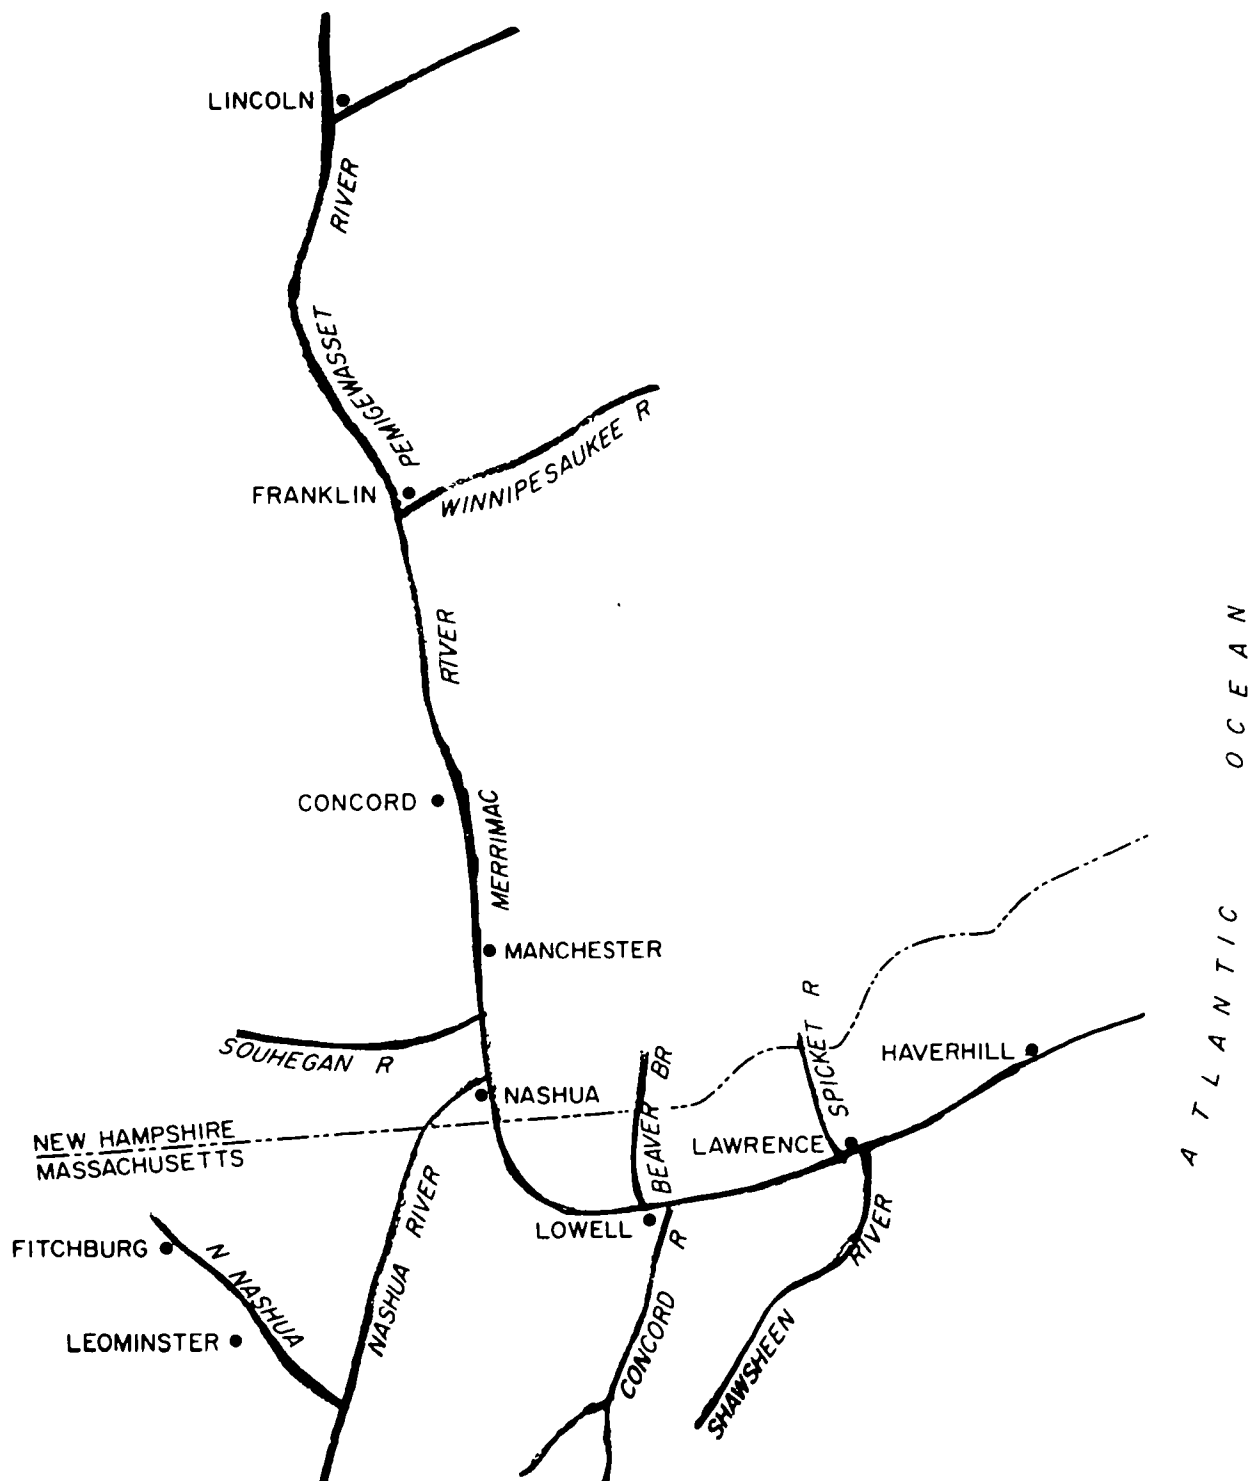 LINCOLN
PEMIGEWASSET RIVER
FRANKLIN
WINNIPESAUKEE R
MERRIMAC RIVER
CONCORD
MANCHESTER
SOUHEGAN R
NASHUA
BEAVER BR
SPICKET R
HAVERHILL
ATLANTIC OCEAN
NEW HAMPSHIRE
MASSACHUSETTS
LAWRENCE
LOWELL
FITCHBURG
N NASHUA
NASHUA RIVER
LEOMINSTER
CONCORD R
SHAWSHEEN RIVER